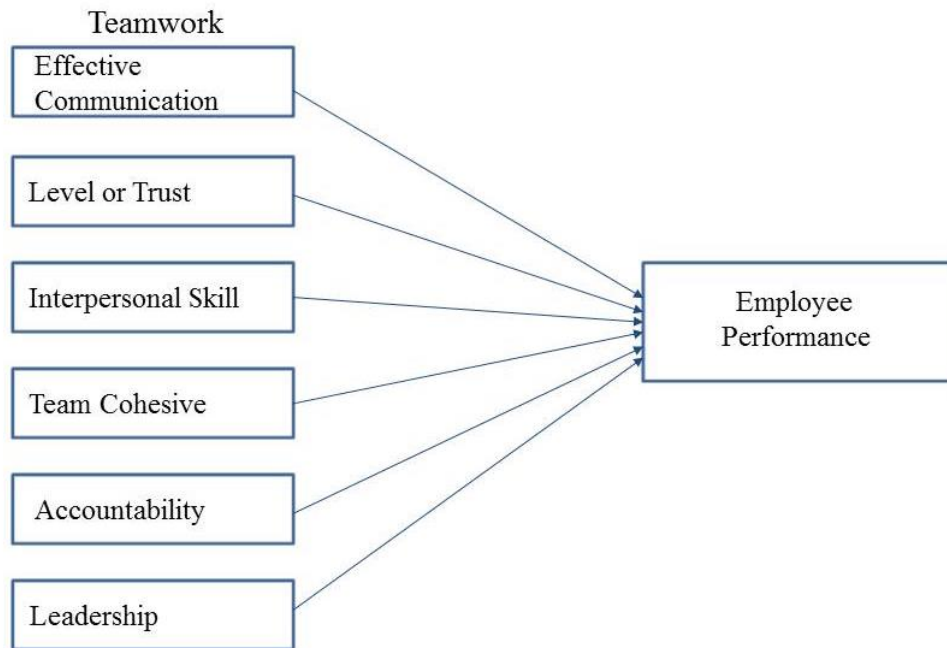 Teamwork
Effective
Communication
Level or Trust
Interpersonal Skill
Team Cohesive
Accountability
Leadership
Employee
Performance